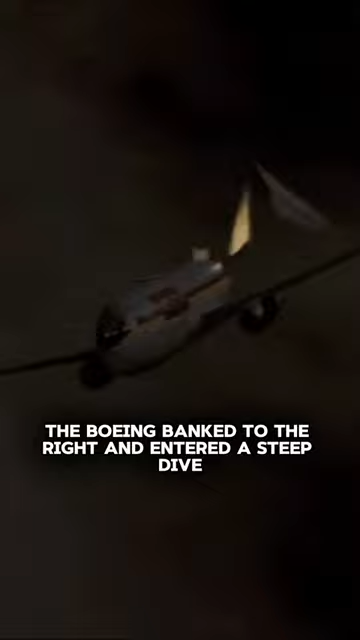 THE BOEING BANKED TO THE
RIGHT AND ENTERED A STEEP
DIVE